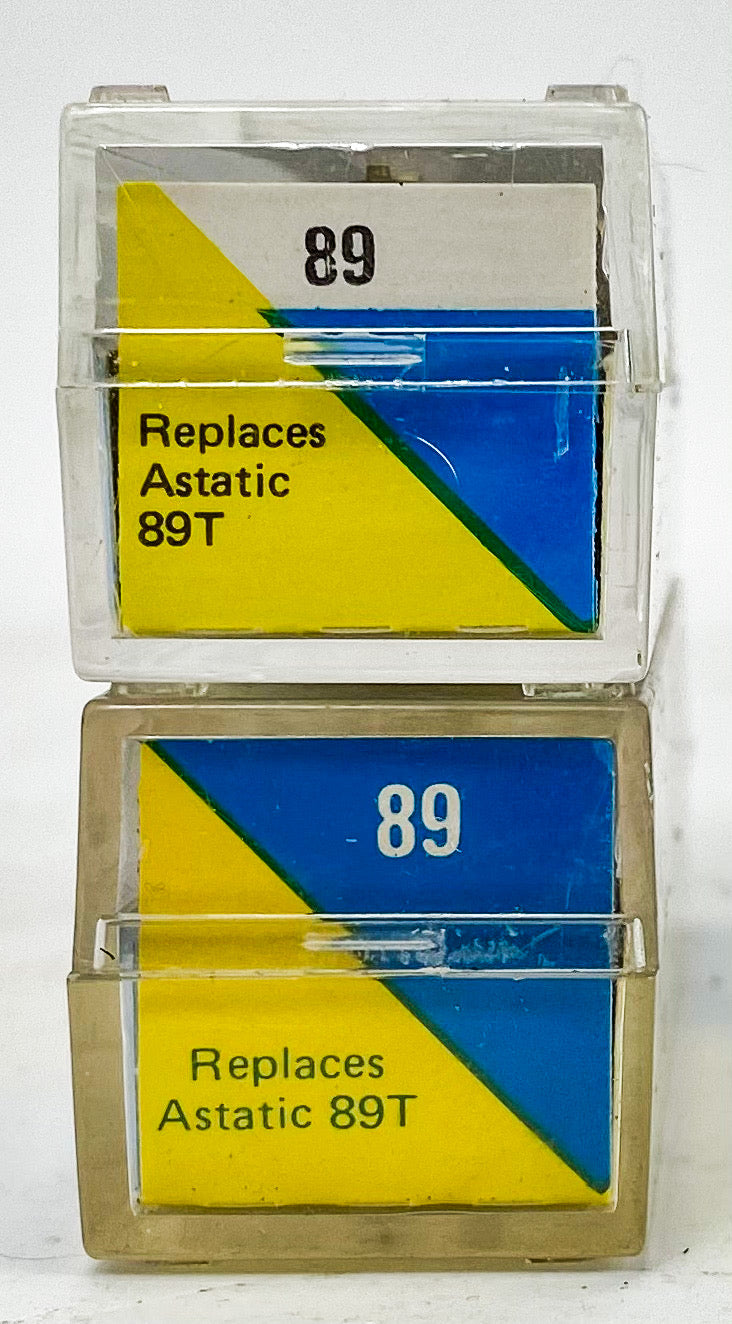 89
Replaces
Astatic
89T
89
Replaces
Astatic 89T